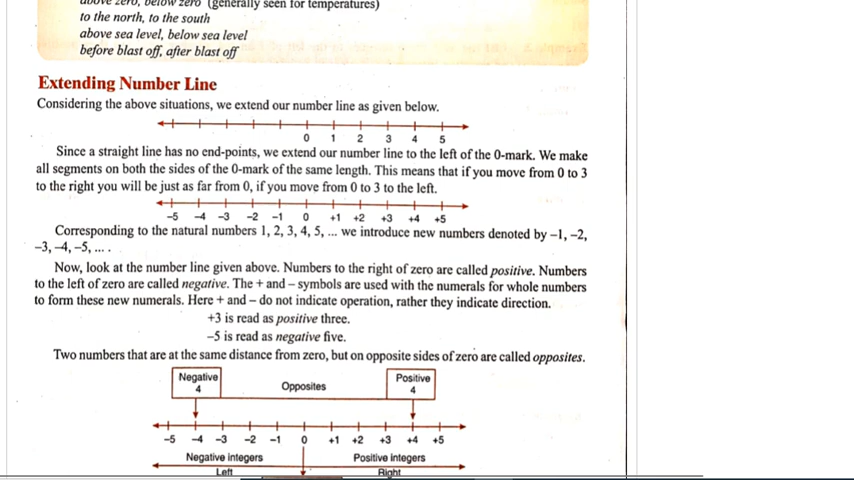 above zero, below zero (generally seen for temperatures)
to the north, to the south
above sea level, below sea level
before blast off, after blast off
Extending Number Line
Considering the above situations, we extend our number line as given below.
0 1 2 3 4 5
Since a straight line has no end-points, we extend our number line to the left of the 0-mark. We make
all segments on both the sides of the 0-mark of the same length. This means that if you move from 0 to 3
to the right you will be just as far from 0, if you move from 0 to 3 to the left.
–5 –4 –3 –2 –1 0 +1 +2 +3 +4 +5
Corresponding to the natural numbers 1, 2, 3, 4, 5, ... we introduce new numbers denoted by –1, –2,
–3, –4, –5, ... .
Now, look at the number line given above. Numbers to the right of zero are called positive. Numbers
to the left of zero are called negative. The + and – symbols are used with the numerals for whole numbers
to form these new numerals. Here + and – do not indicate operation, rather they indicate direction.
+3 is read as positive three.
–5 is read as negative five.
Two numbers that are at the same distance from zero, but on opposite sides of zero are called opposites.
Negative
4
Opposites
Positive
4
–5 –4 –3 –2 –1 0 +1 +2 +3 +4 +5
Negative integers Positive integers
Left Right